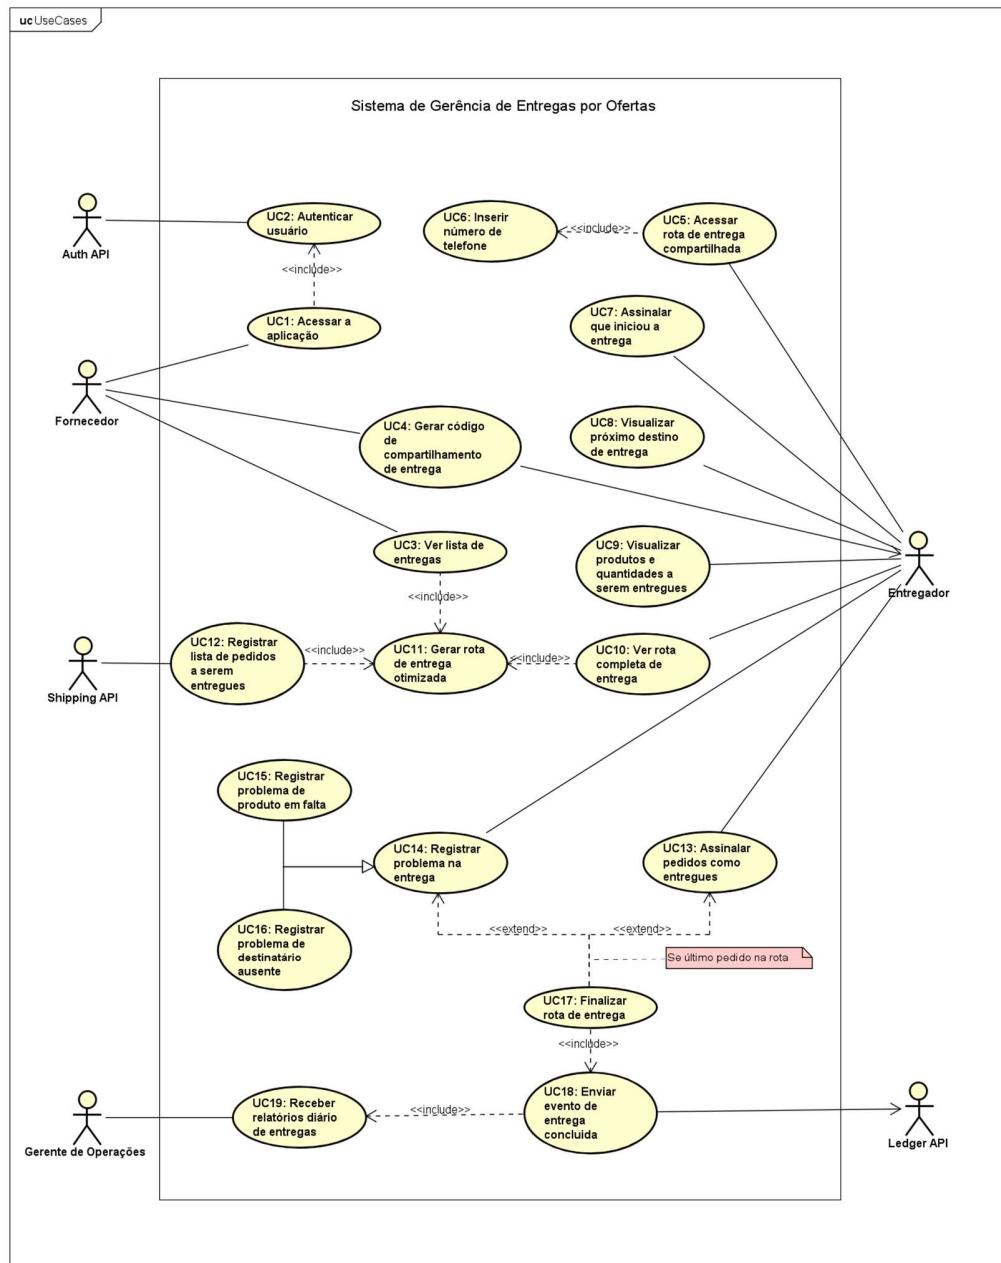 uc UseCases
Sistema de Gerência de Entregas por Ofertas
Auth API
UC2: Autenticar
usuário
<<include>>
UC1: Acessar a
aplicação
UC6: Inserir
número de
telefone
<<include>>
UC5: Acessar
rota de entrega
compartilhada
UC7: Assinalar
que iniciou a
entrega
Fornecedor
UC4: Gerar código
de
compartilhamento
de entrega
UC8: Visualizar
próximo destino
de entrega
UC3: Ver lista de
entregas
<<include>>
UC9: Visualizar
produtos e
quantidades a
serem entregues
Entregador
Shipping API
UC12: Registrar
lista de pedidos
a serem
entregues
<<include>>
UC11: Gerar rota
de entrega
otimizada
<<include>>
UC10: Ver rota
completa de
entrega
UC15: Registrar
problema de
produto em falta
UC14: Registrar
problema na
entrega
UC13: Assinalar
pedidos como
entregues
UC16: Registrar
problema de
destinatário
ausente
<<extend>>
<<extend>>
Se último pedido na rota
UC17: Finalizar
rota de entrega
<<include>>
Gerente de Operações
UC19: Receber
relatórios diário
de entregas
<<include>>
UC18: Enviar
evento de
entrega
concluida
Ledger API